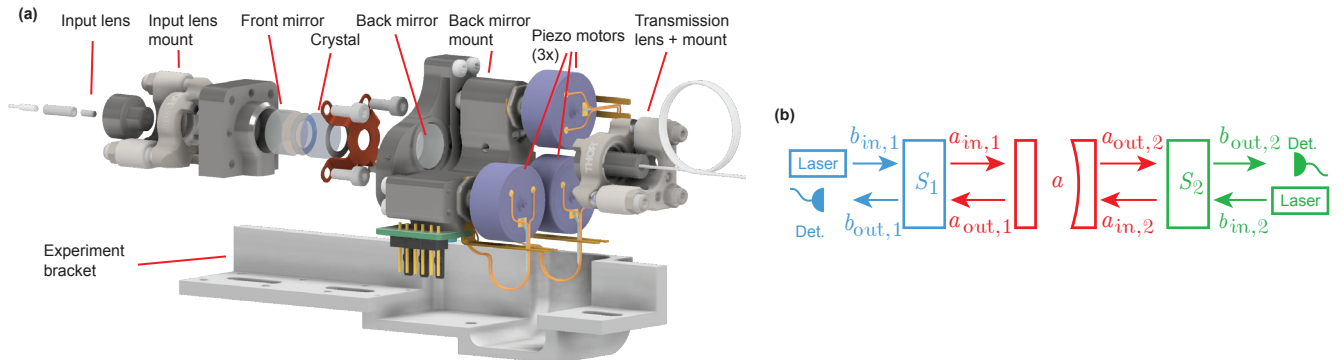 (a)
Input lens
Input lens
mount
Front mirror
Crystal
Back mirror
Back mirror
mount
Piezo motors
(3x)
Transmission
lens + mount
THOR
Experiment
bracket
(b)
Laser
b_in,1
S_1
a_in,1
a
a_out,2
S_2
b_out,2
Det.
Det.
b_out,1
a_out,1
a_in,2
b_in,2
Laser